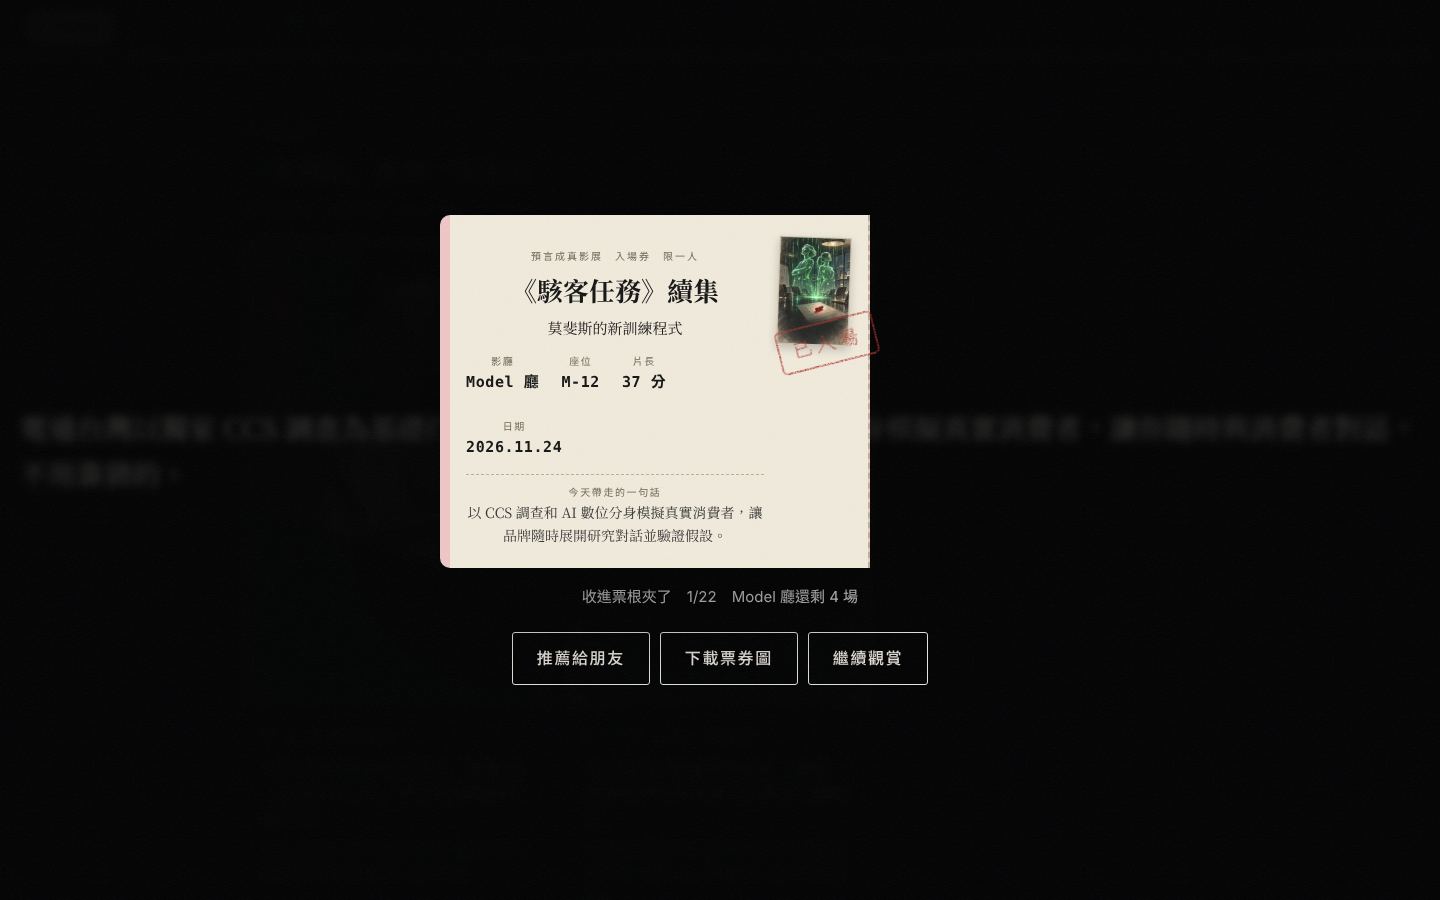 預言成真影展　入場券　限一人
《駭客任務》續集
莫斐斯的新訓練程式
影廳　座位　片長
Model 廳　M-12　37 分
日期
2026.11.24
今天帶走的一句話
以 CCS 調查和 AI 數位分身模擬真實消費者，讓
品牌隨時展開研究對話並驗證假設。
已入場
收進票根夾了　1/22　Model 廳還剩 4 場
推薦給朋友　下載票券圖　繼續觀賞